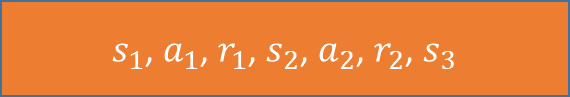 s₁, a₁, r₁, s₂, a₂, r₂, s₃